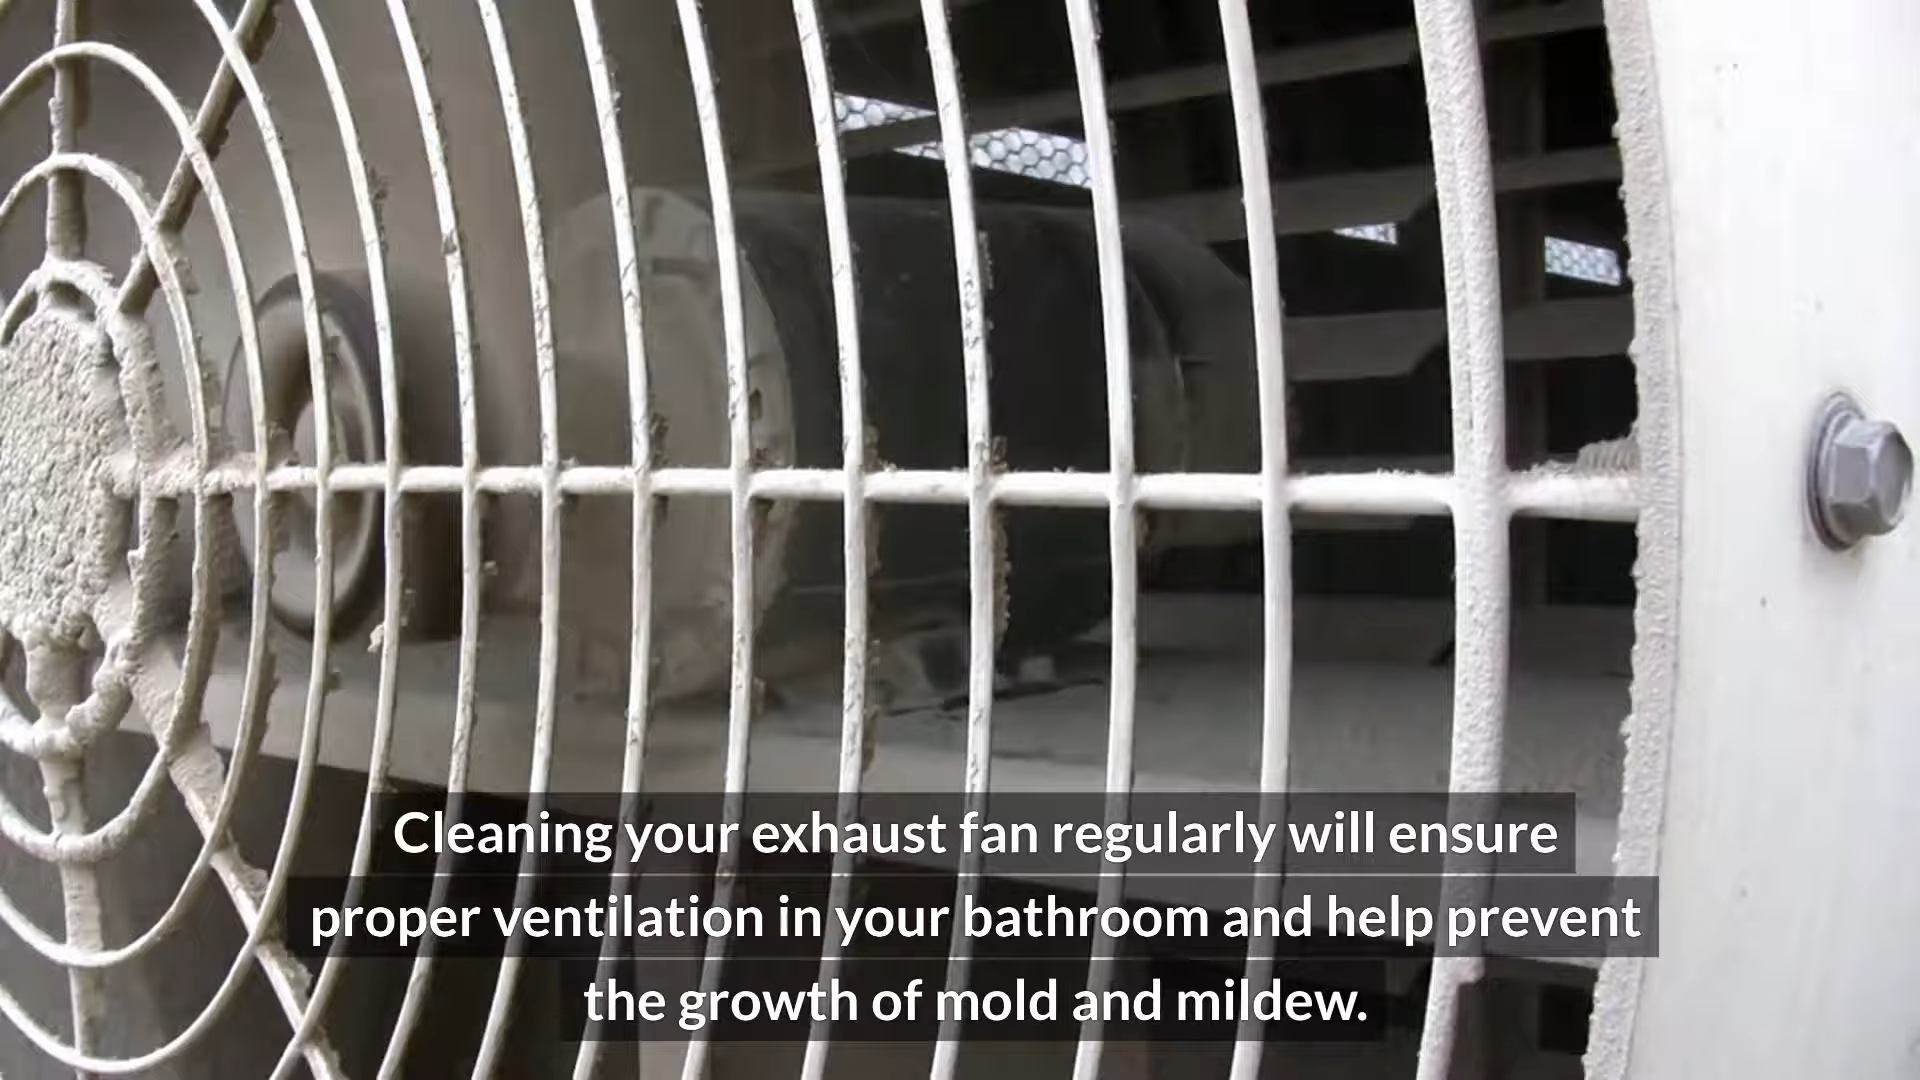 Cleaning your exhaust fan regularly will ensure
proper ventilation in your bathroom and help prevent
the growth of mold and mildew.